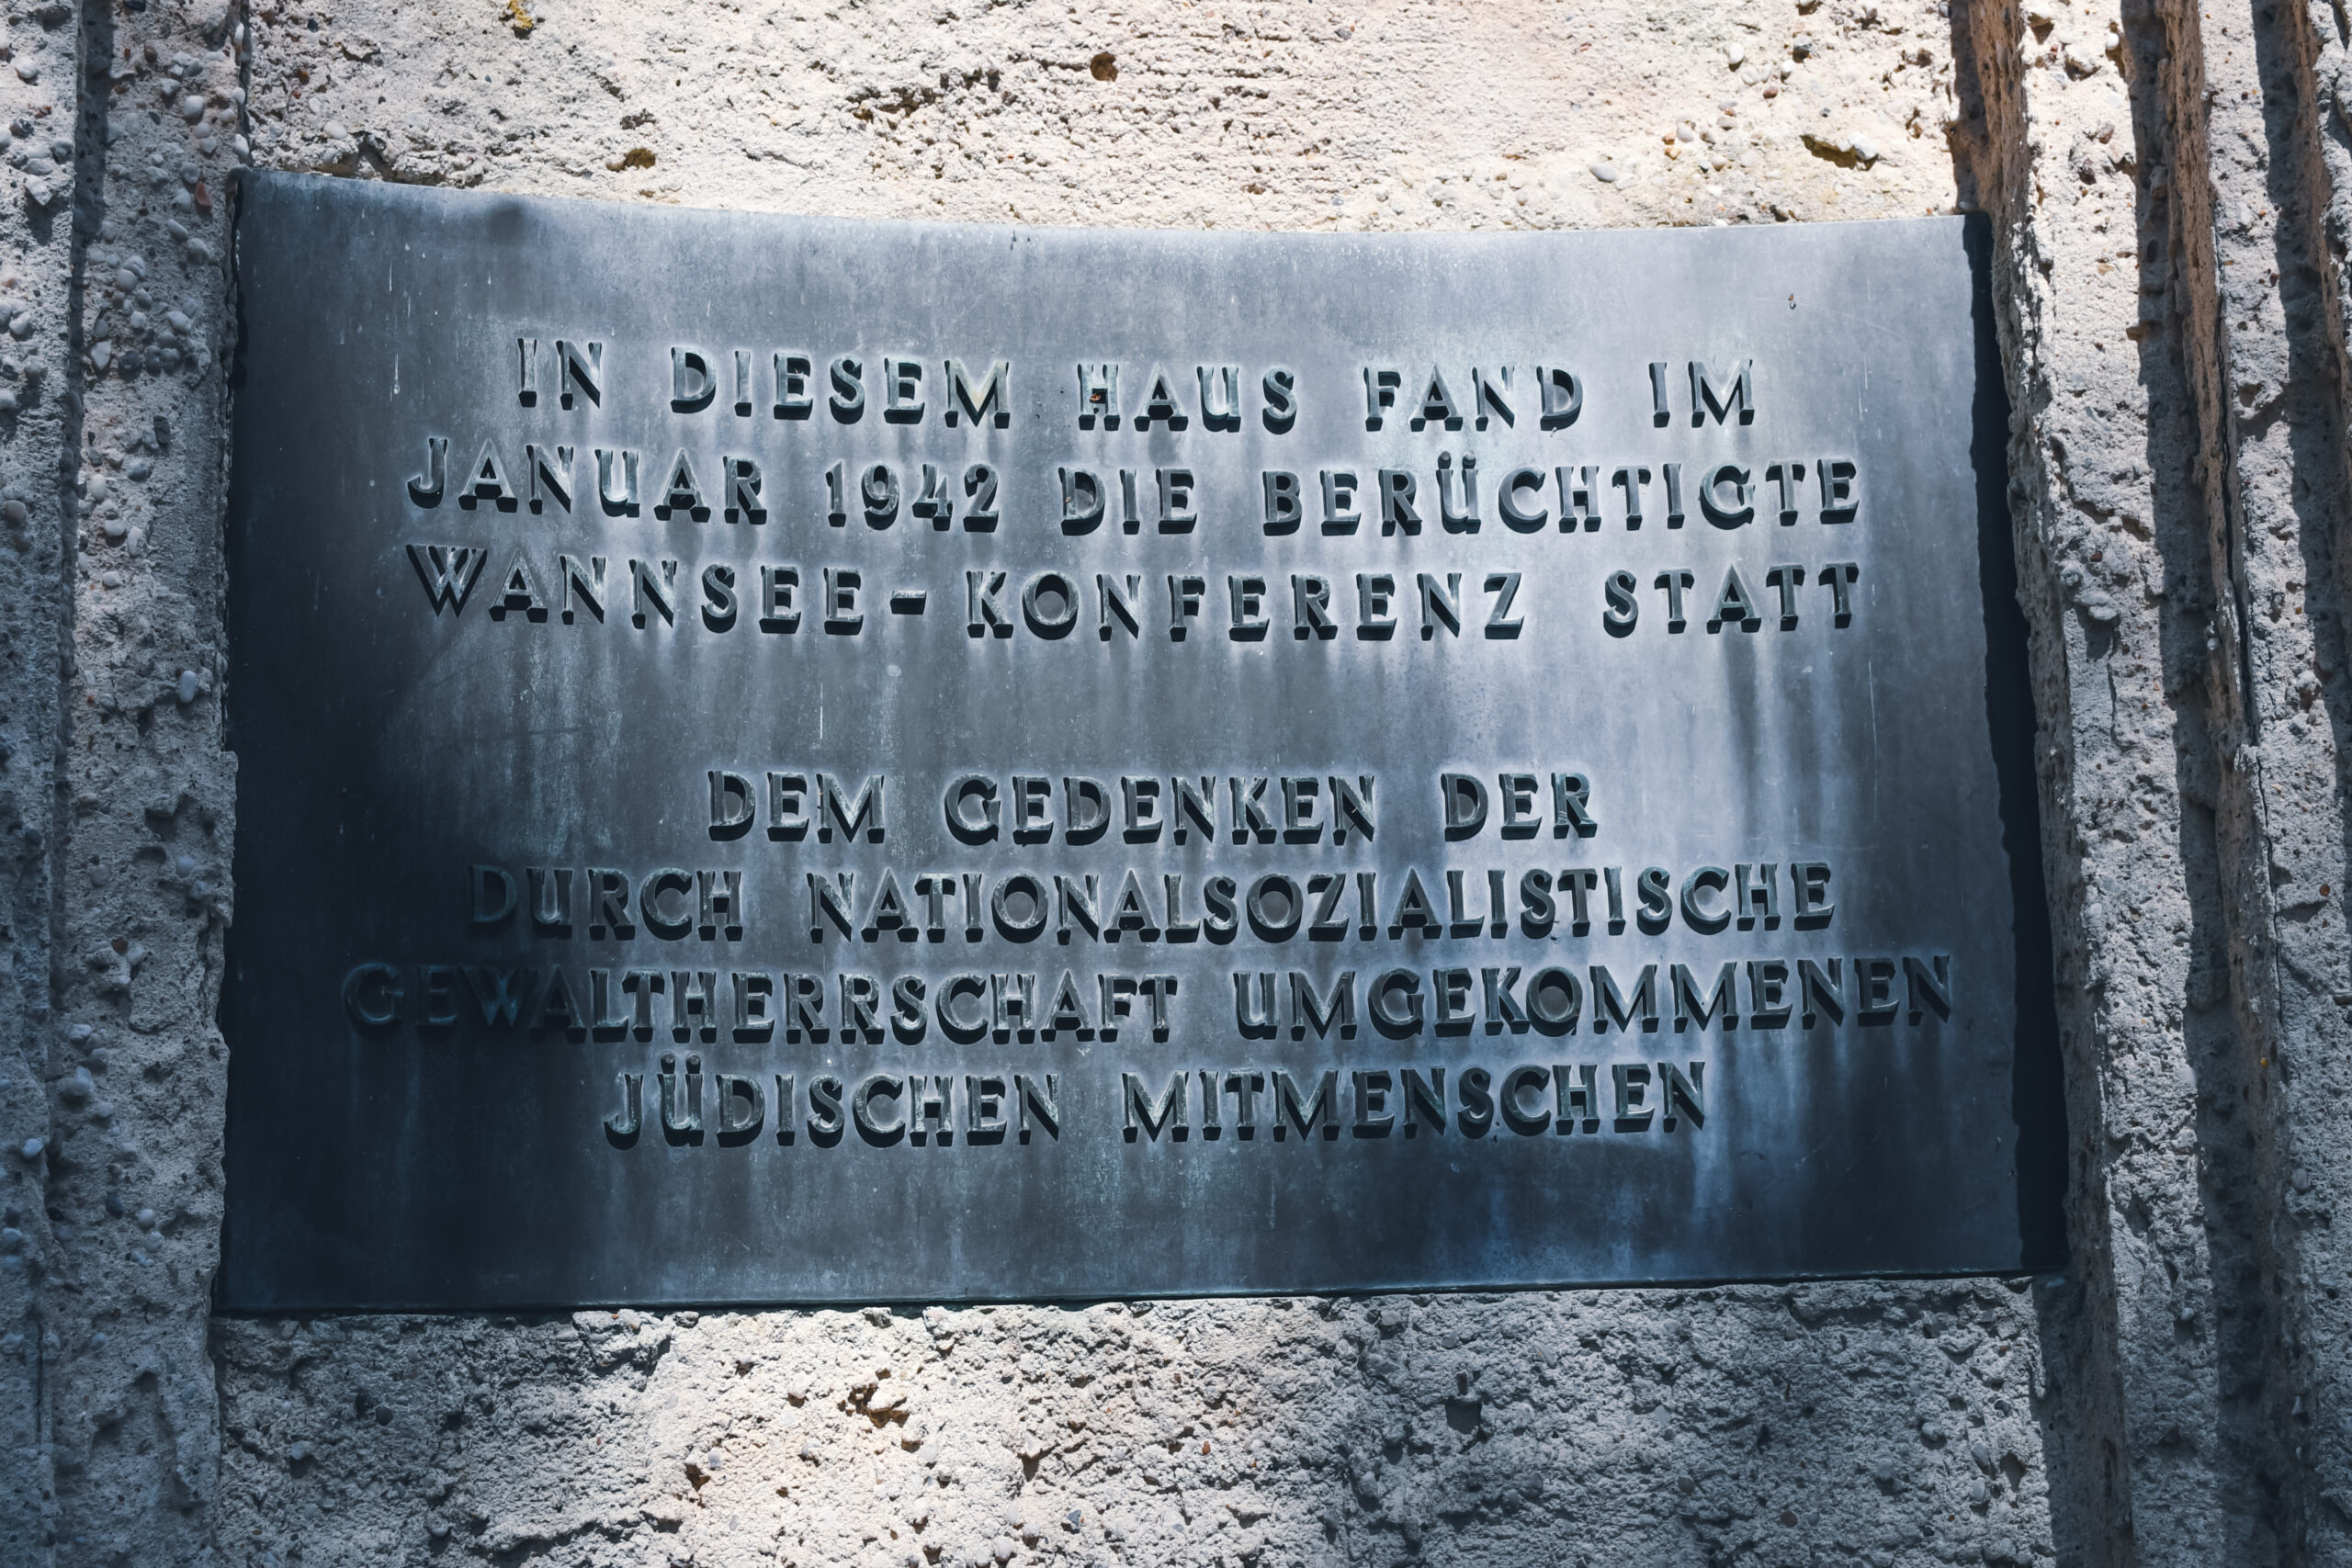 IN DIESEM HAUS FAND IM
JANUAR 1942 DIE BERÜCHTIGTE
WANNSEE-KONFERENZ STATT
DEM GEDENKEN DER
DURCH NATIONALSOZIALISTISCHE
GEWALTHERRSCHAFT UMGEKOMMENEN
JÜDISCHEN MITMENSCHEN